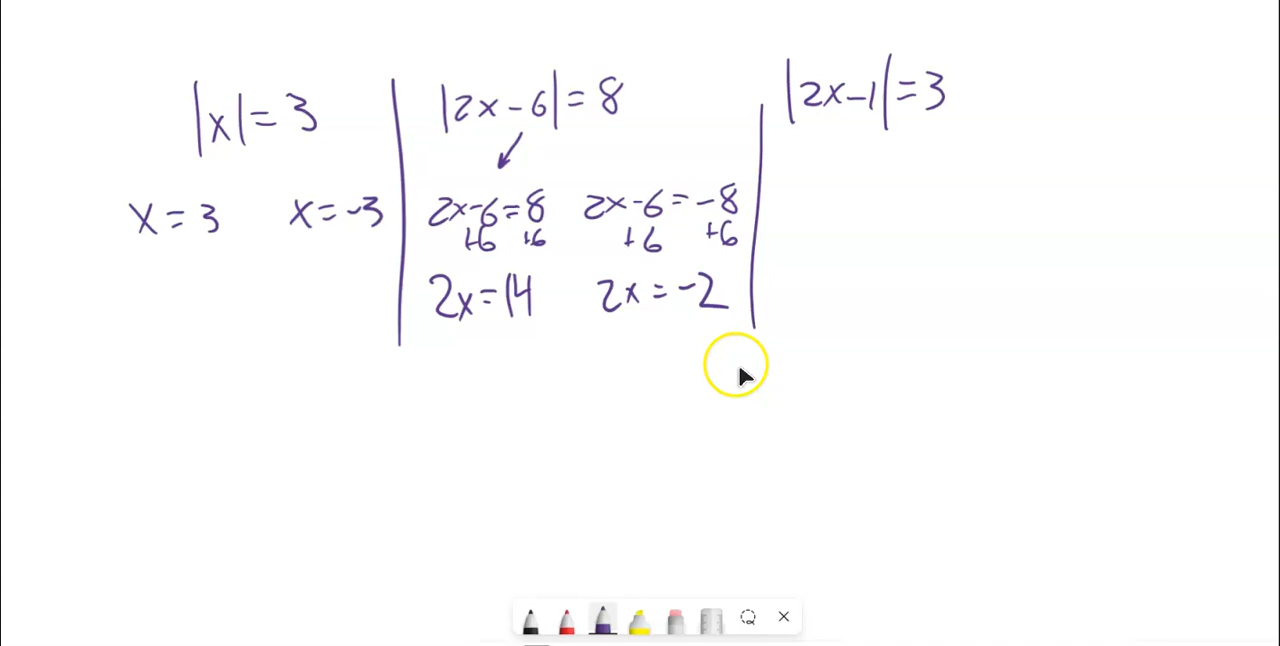 |x| = 3
x = 3 x = -3
|2x - 6| = 8
2x - 6 = 8 2x - 6 = -8
+6 +6 +6 +6
2x = 14 2x = -2
|2x - 1| = 3